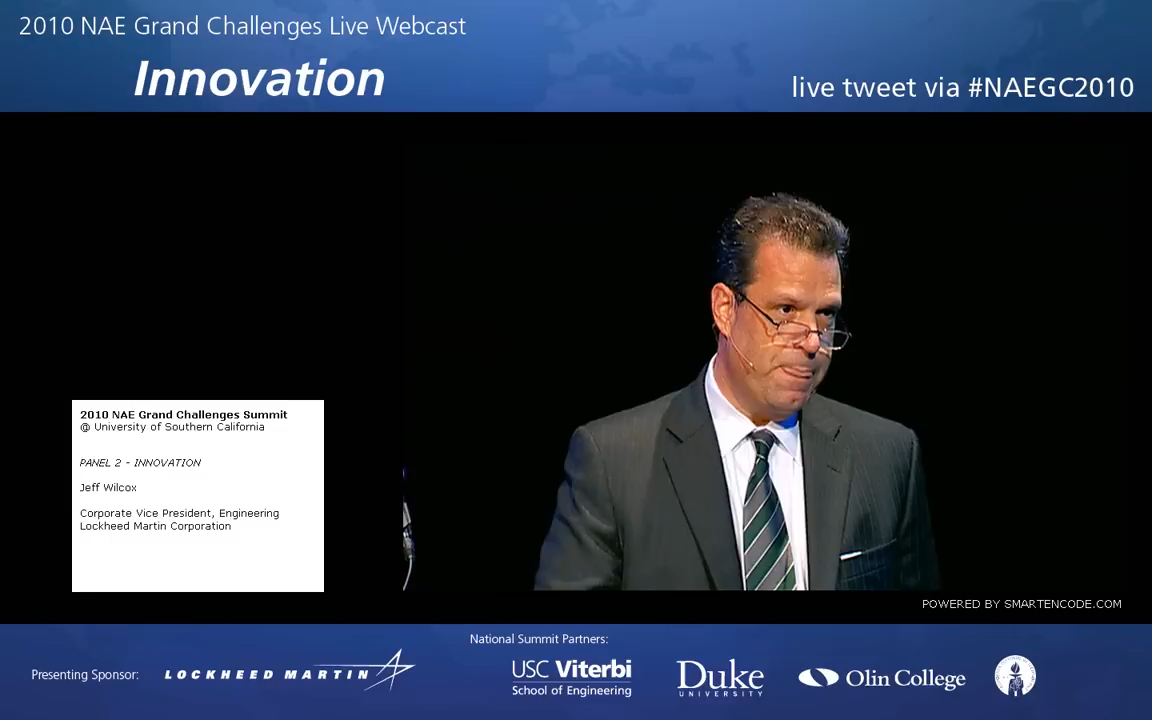 2010 NAE Grand Challenges Live Webcast
Innovation
live tweet via #NAEGC2010
2010 NAE Grand Challenges Summit
@ University of Southern California
PANEL 2 - INNOVATION
Jeff Wilcox
Corporate Vice President, Engineering
Lockheed Martin Corporation
POWERED BY SMARTENCODE.COM
National Summit Partners:
Presenting Sponsor:
LOCKHEED MARTIN
USC Viterbi
School of Engineering
Duke
UNIVERSITY
Olin College